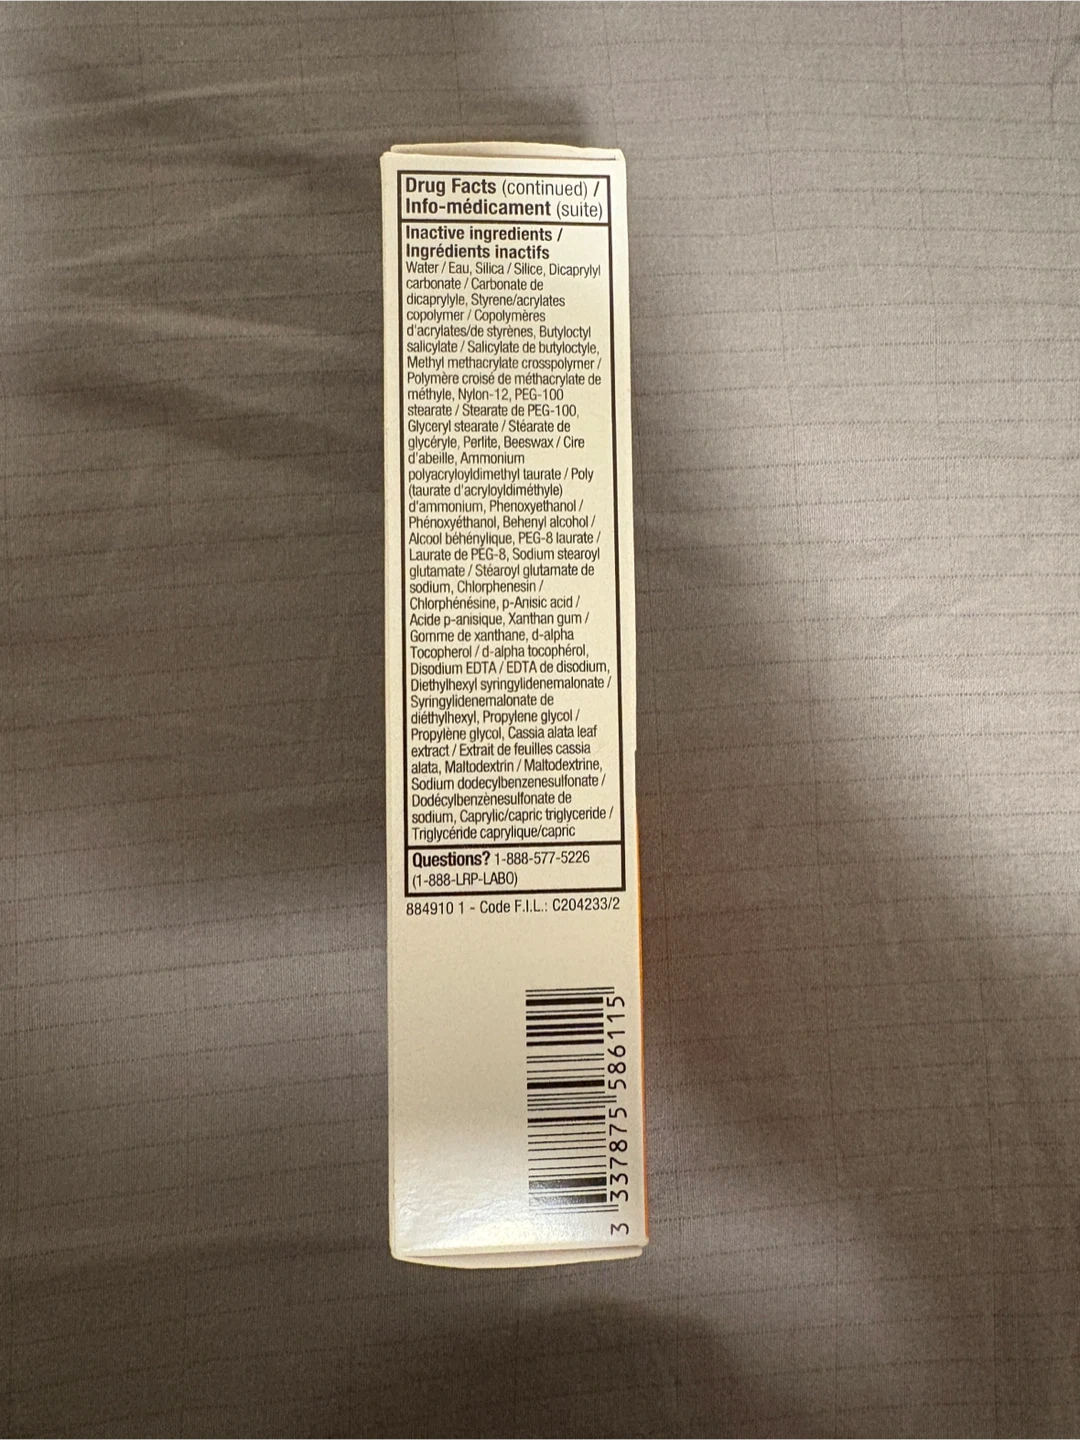 Drug Facts (continued) /
Info-médicament (suite)
Inactive ingredients /
Ingrédients inactifs
Water / Eau, Silica / Silice, Dicaprylyl
carbonate / Carbonate de
dicaprylyle, Styrene/acrylates
copolymer / Copolymères
d'acrylates/de styrènes, Butyloctyl
salicylate / Salicylate de butyloctyle,
Methyl methacrylate crosspolymer /
Polymère croisé de méthacrylate de
méthyle, Nylon-12, PEG-100
stearate / Stearate de PEG-100,
Glyceryl stearate / Stéarate de
glycéryle, Perlite, Beeswax / Cire
d'abeille, Ammonium
polyacryloyldimethyl taurate / Poly
(taurate d'acryloyldiméthyle)
d'ammonium, Phenoxyethanol /
Phénoxyéthanol, Behenyl alcohol /
Alcool béhénylique, PEG-8 laurate /
Laurate de PEG-8, Sodium stearoyl
glutamate / Stéaroyl glutamate de
sodium, Chlorphenesin /
Chlorphénésine, p-Anisic acid /
Acide p-anisique, Xanthan gum /
Gomme de xanthane, d-alpha
Tocopherol / d-alpha tocophérol,
Disodium EDTA / EDTA de disodium,
Diethylhexyl syringylidenemalonate /
Syringylidenemalonate de
diéthylhexyl, Propylene glycol /
Propylène glycol, Cassia alata leaf
extract / Extrait de feuilles cassia
alata, Maltodextrin / Maltodextrine,
Sodium dodecylbenzenesulfonate /
Dodécylbenzènesulfonate de
sodium, Caprylic/capric triglyceride /
Triglycéride caprylique/capric
Questions? 1-888-577-5226
(1-888-LRP-LABO)
884910 1 - Code F.I.L.: C204233/2
3 337875 586115